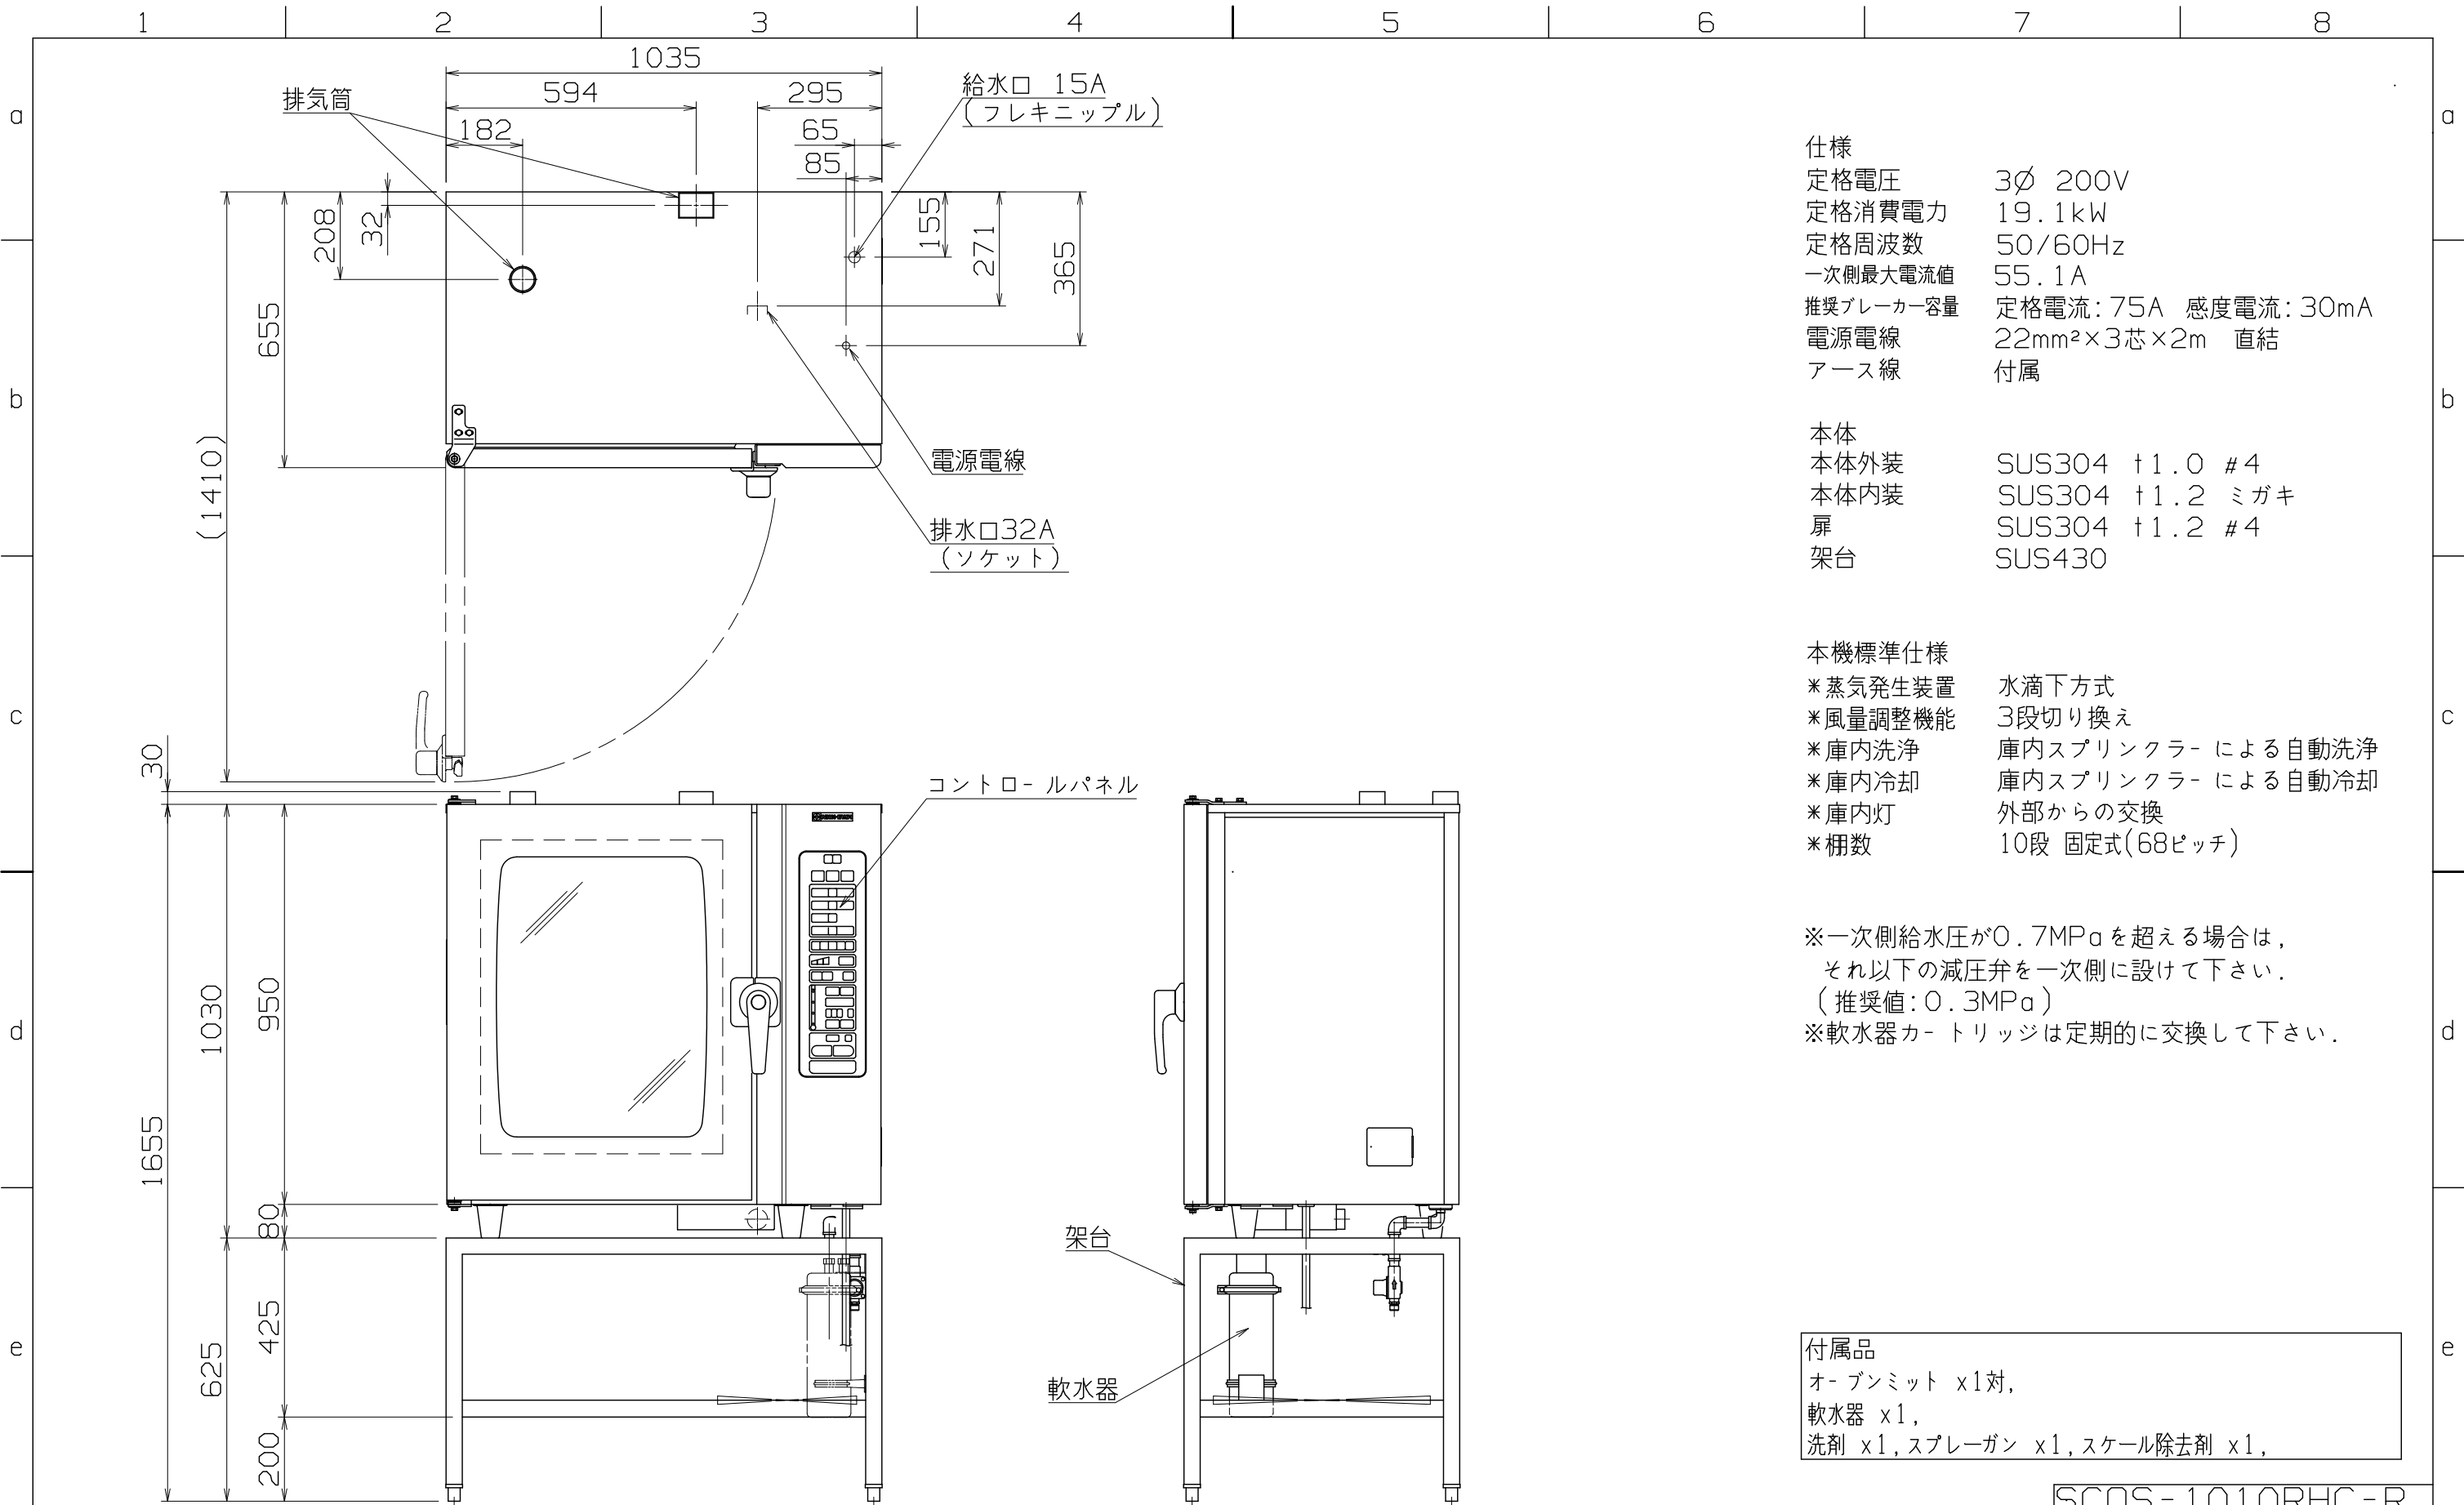 1 2 3 4 5 6 7 8
a a
b b
c c
d d
e e
1035
594 295
182 65
85
排気筒
給水口 15A
(フレキニップル)
208
32
655
(1410)
155
271
365
電源電線
排水口32A
(ソケット)
30
1655
1030
950
80
625
425
200
コントロールパネル
架台
軟水器
仕様
定格電圧 3Ø 200V
定格消費電力 19.1kW
定格周波数 50/60Hz
一次側最大電流値 55.1A
推奨ブレーカー容量 定格電流:75A 感度電流:30mA
電源電線 22mm²×3芯×2m 直結
アース線 付属
本体
本体外装 SUS304 t1.0 #4
本体内装 SUS304 t1.2 ミガキ
扉 SUS304 t1.2 #4
架台 SUS430
本機標準仕様
*蒸気発生装置 水滴下方式
*風量調整機能 3段切り換え
*庫内洗浄 庫内スプリンクラーによる自動洗浄
*庫内冷却 庫内スプリンクラーによる自動冷却
*庫内灯 外部からの交換
*棚数 10段 固定式(68ピッチ)
※一次側給水圧が0.7MPaを超える場合は,
それ以下の減圧弁を一次側に設けて下さい.
(推奨値:0.3MPa)
※軟水器カートリッジは定期的に交換して下さい.
付属品
オーブンミット x1対,
軟水器 x1,
洗剤 x1,スプレーガン x1,スケール除去剤 x1,
SCOS-1010RHC-R